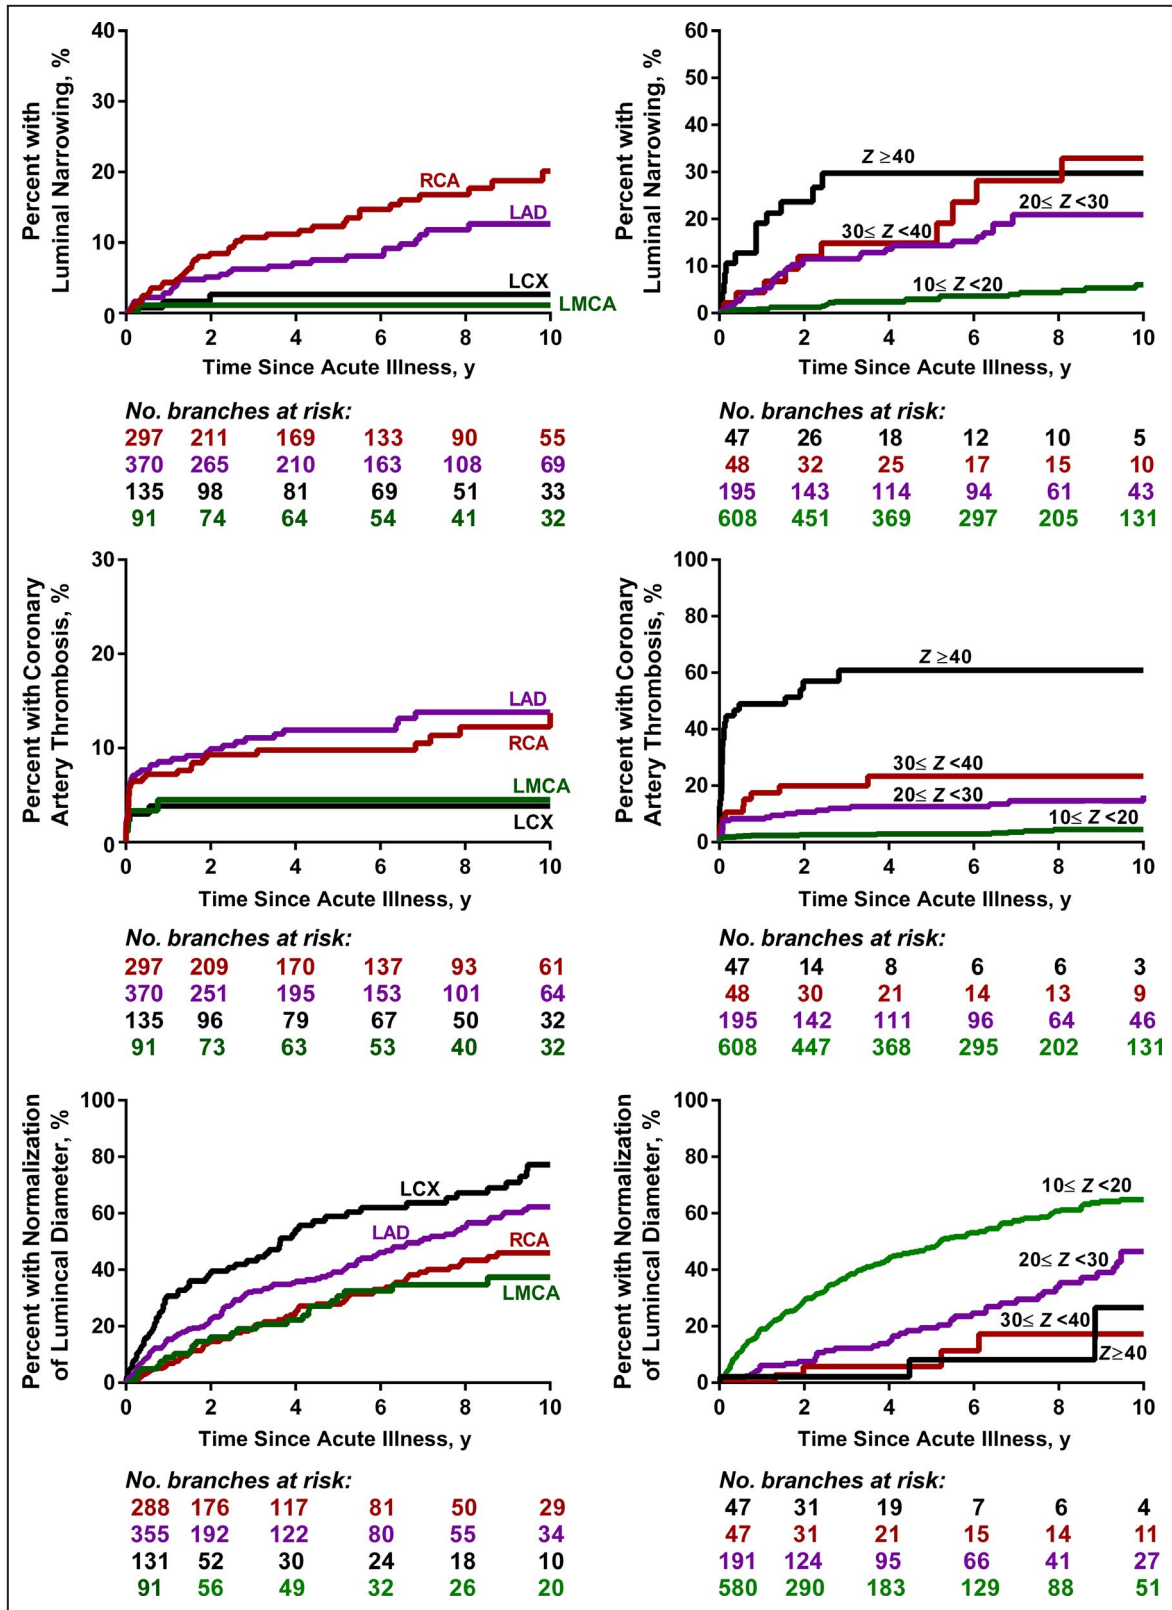 Percent with
Luminal Narrowing, %
40
30
20
10
0
RCA
LAD
LCX
LMCA
0 2 4 6 8 10
Time Since Acute Illness, y
No. branches at risk:
297 211 169 133 90 55
370 265 210 163 108 69
135 98 81 69 51 33
91 74 64 54 41 32
Percent with
Luminal Narrowing, %
60
50
40
30
20
10
0
Z ≥40
20≤ Z <30
30≤ Z <40
10≤ Z <20
0 2 4 6 8 10
Time Since Acute Illness, y
No. branches at risk:
47 26 18 12 10 5
48 32 25 17 15 10
195 143 114 94 61 43
608 451 369 297 205 131
Percent with Coronary
Artery Thrombosis, %
30
20
10
0
LAD
RCA
LMCA
LCX
0 2 4 6 8 10
Time Since Acute Illness, y
No. branches at risk:
297 209 170 137 93 61
370 251 195 153 101 64
135 96 79 67 50 32
91 73 63 53 40 32
Percent with Coronary
Artery Thrombosis, %
100
80
60
40
20
0
Z ≥40
30≤ Z <40
20≤ Z <30
10≤ Z <20
0 2 4 6 8 10
Time Since Acute Illness, y
No. branches at risk:
47 14 8 6 6 3
48 30 21 14 13 9
195 142 111 96 64 46
608 447 368 295 202 131
Percent with Normalization
of Lumincal Diameter, %
100
80
60
40
20
0
LCX
LAD
RCA
LMCA
0 2 4 6 8 10
Time Since Acute Illness, y
No. branches at risk:
288 176 117 81 50 29
355 192 122 80 55 34
131 52 30 24 18 10
91 56 49 32 26 20
Percent with Normalization
of Luminal Diameter, %
100
80
60
40
20
0
10≤ Z <20
20≤ Z <30
30≤ Z <40
Z≥40
0 2 4 6 8 10
Time Since Acute Illness, y
No. branches at risk:
47 31 19 7 6 4
47 31 21 15 14 11
191 124 95 66 41 27
580 290 183 129 88 51